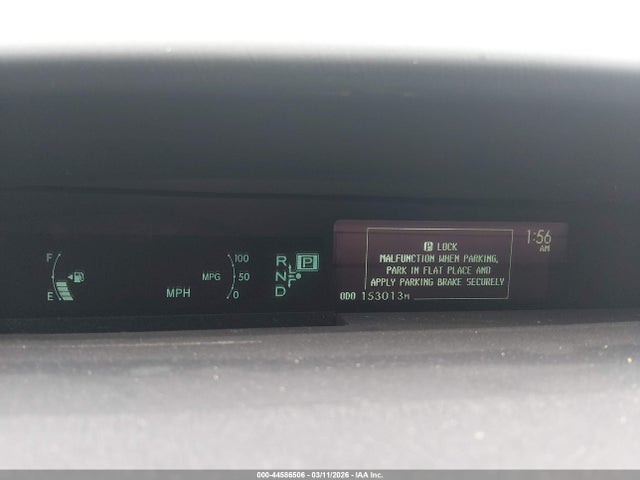 F
E
MPH
MPG
100
50
0
R
N
D
P
P LOCK
MALFUNCTION WHEN PARKING,
PARK IN FLAT PLACE AND
APPLY PARKING BRAKE SECURELY
1:56
AM
ODO 153013M
000-44586506 - 03/11/2026 - IAA Inc.